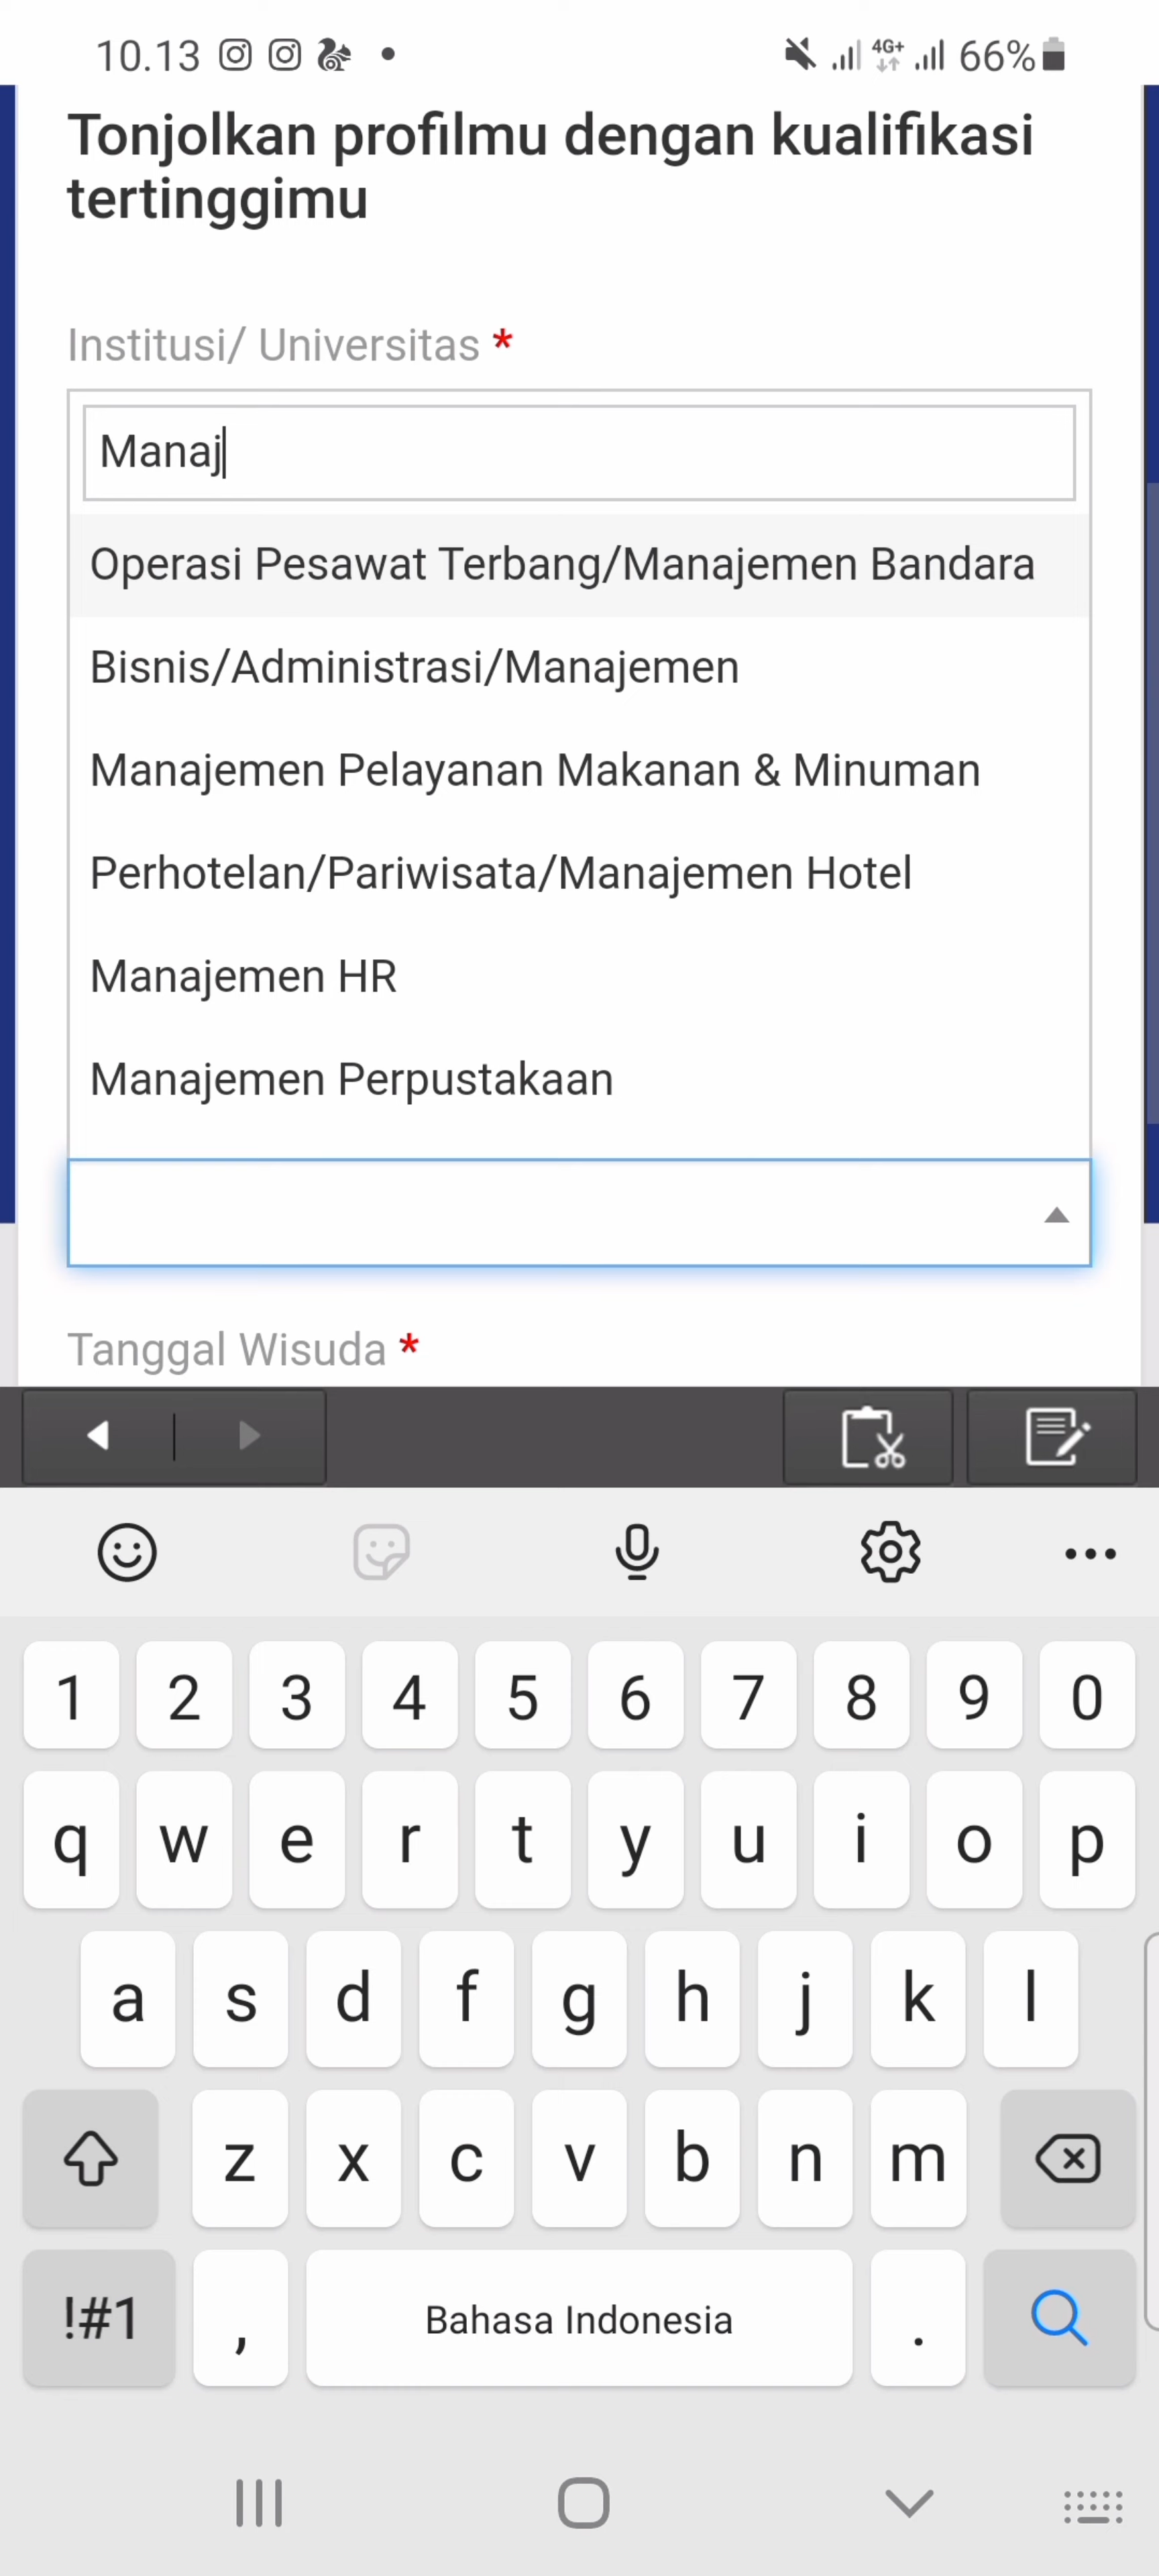 10.13
4G+
66%
Tonjolkan profilmu dengan kualifikasi
tertinggimu
Institusi/ Universitas *
Manaj
Operasi Pesawat Terbang/Manajemen Bandara
Bisnis/Administrasi/Manajemen
Manajemen Pelayanan Makanan & Minuman
Perhotelan/Pariwisata/Manajemen Hotel
Manajemen HR
Manajemen Perpustakaan
Tanggal Wisuda *
1 2 3 4 5 6 7 8 9 0
q w e r t y u i o p
a s d f g h j k l
z x c v b n m
!#1 , Bahasa Indonesia .